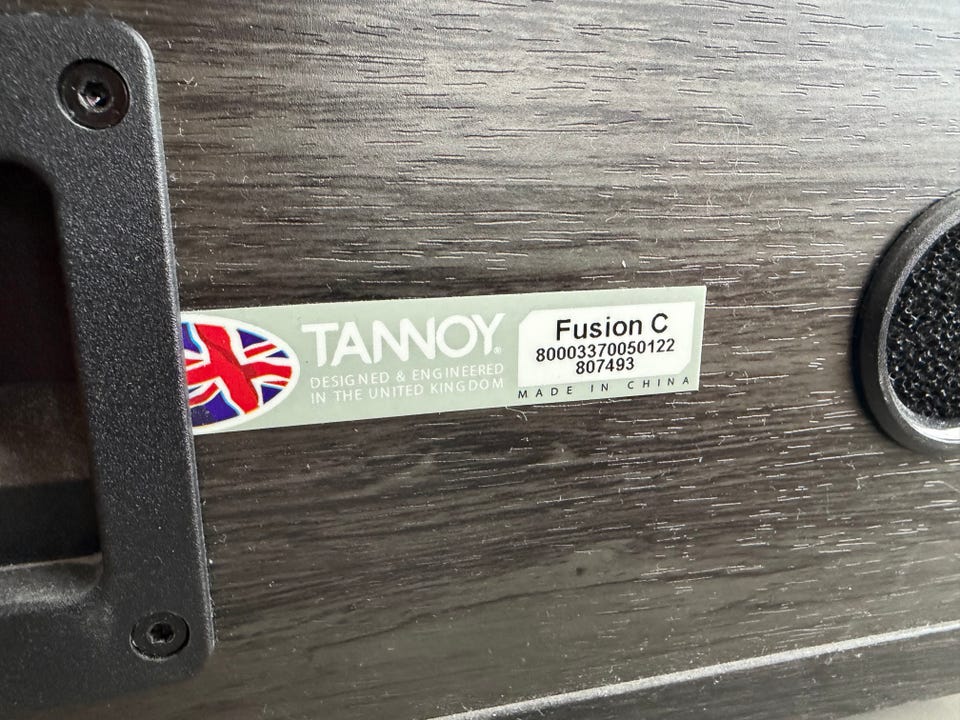 TANNOY®
DESIGNED & ENGINEERED
IN THE UNITED KINGDOM
Fusion C
80003370050122
807493
MADE IN CHINA